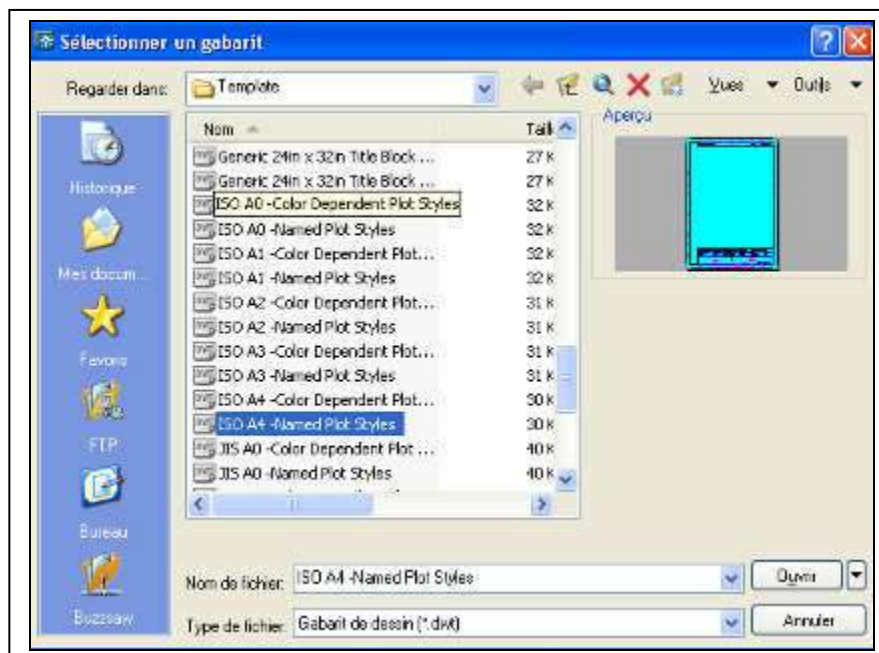 Sélectionner un gabarit
Regarder dans: Template Vues Outils
Historique
Mes docum...
Favoris
FTP
Bureau
Buzzsaw
Nom Taill
Generic 24in x 32in Title Block ... 27 K
Generic 24in x 32in Title Block ... 27 K
ISO A0 -Color Dependent Plot Styles 32 K
ISO A0 -Named Plot Styles 32 K
ISO A1 -Color Dependent Plot... 32 K
ISO A1 -Named Plot Styles 32 K
ISO A2 -Color Dependent Plot... 31 K
ISO A2 -Named Plot Styles 31 K
ISO A3 -Color Dependent Plot... 31 K
ISO A3 -Named Plot Styles 31 K
ISO A4 -Color Dependent Plot... 30 K
ISO A4 -Named Plot Styles 30 K
JIS A0 -Color Dependent Plot ... 40 K
JIS A0 -Named Plot Styles 40 K
Aperçu
Nom de fichier: ISO A4 -Named Plot Styles Ouvrir
Type de fichier: Gabarit de dessin (*.dwt) Annuler